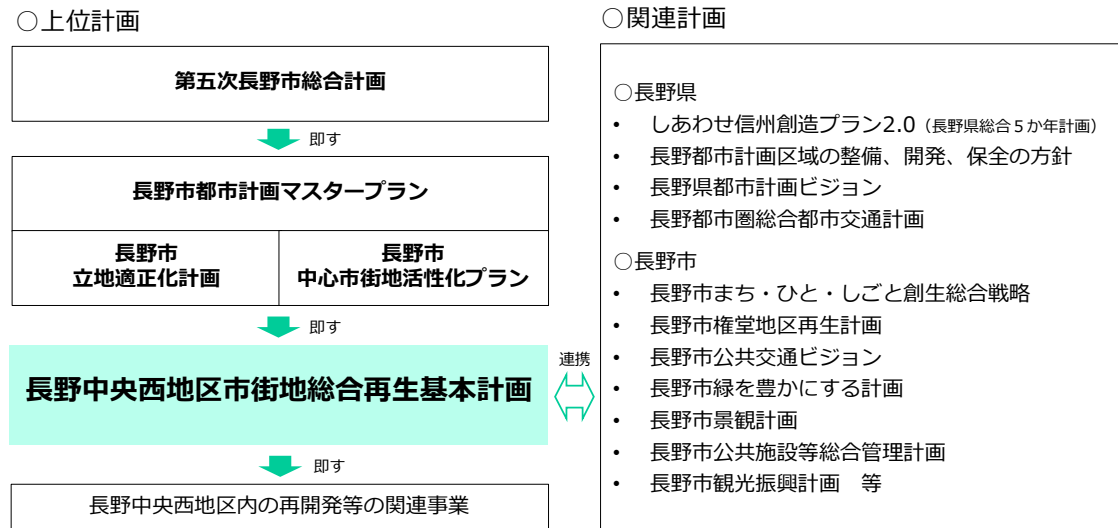 ○上位計画
第五次長野市総合計画
即す
長野市都市計画マスタープラン
長野市
立地適正化計画
長野市
中心市街地活性化プラン
即す
長野中央西地区市街地総合再生基本計画
即す
長野中央西地区内の再開発等の関連事業
連携
○関連計画
○長野県
• しあわせ信州創造プラン2.0（長野県総合５か年計画）
• 長野都市計画区域の整備、開発、保全の方針
• 長野県都市計画ビジョン
• 長野都市圏総合都市交通計画
○長野市
• 長野市まち・ひと・しごと創生総合戦略
• 長野市権堂地区再生計画
• 長野市公共交通ビジョン
• 長野市緑を豊かにする計画
• 長野市景観計画
• 長野市公共施設等総合管理計画
• 長野市観光振興計画　等